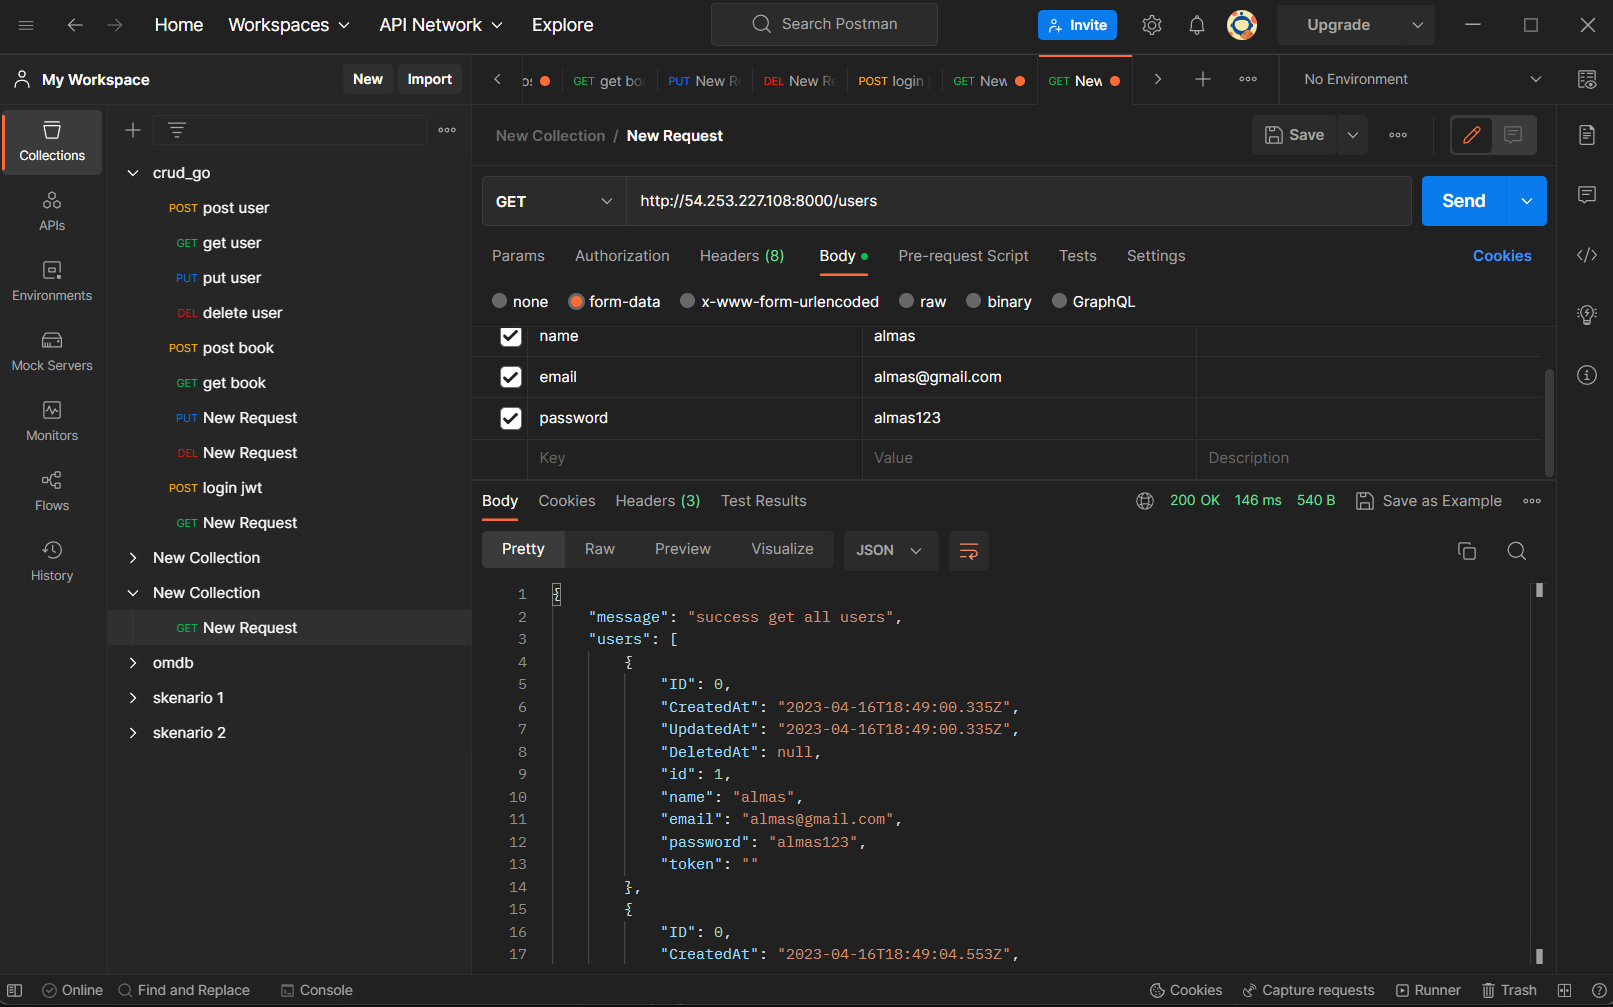 Home Workspaces API Network Explore Search Postman Invite Upgrade
My Workspace New Import
os GET get boo PUT New R DEL New R POST login j GET New GET New No Environment
Collections
APIs
Environments
Mock Servers
Monitors
Flows
History
crud_go
POST post user
GET get user
PUT put user
DEL delete user
POST post book
GET get book
PUT New Request
DEL New Request
POST login jwt
GET New Request
New Collection
New Collection
GET New Request
omdb
skenario 1
skenario 2
New Collection / New Request Save
GET http://54.253.227.108:8000/users Send
Params Authorization Headers (8) Body Pre-request Script Tests Settings Cookies
none form-data x-www-form-urlencoded raw binary GraphQL
name almas
email almas@gmail.com
password almas123
Key Value Description
Body Cookies Headers (3) Test Results 200 OK 146 ms 540 B Save as Example
Pretty Raw Preview Visualize JSON
1 {
2 "message": "success get all users",
3 "users": [
4 {
5 "ID": 0,
6 "CreatedAt": "2023-04-16T18:49:00.335Z",
7 "UpdatedAt": "2023-04-16T18:49:00.335Z",
8 "DeletedAt": null,
9 "id": 1,
10 "name": "almas",
11 "email": "almas@gmail.com",
12 "password": "almas123",
13 "token": ""
14 },
15 {
16 "ID": 0,
17 "CreatedAt": "2023-04-16T18:49:04.553Z",
Online Find and Replace Console Cookies Capture requests Runner Trash